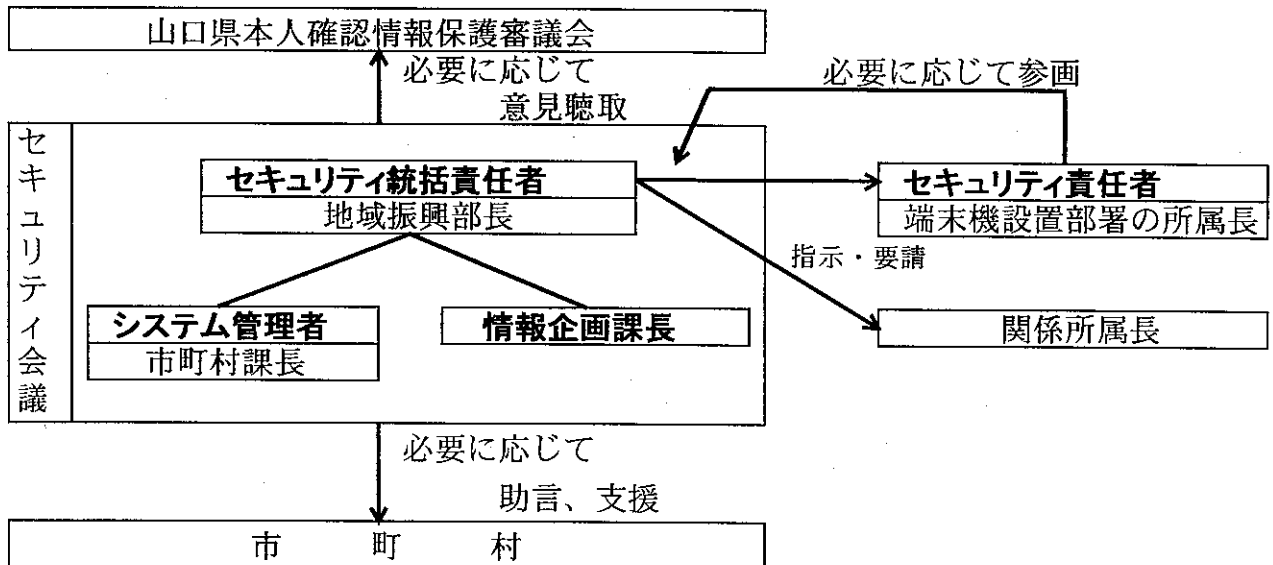 山口県本人確認情報保護審議会
必要に応じて
意見聴取
必要に応じて参画
セキュリティ会議
セキュリティ統括責任者
地域振興部長
セキュリティ責任者
端末機設置部署の所属長
指示・要請
システム管理者
市町村課長
情報企画課長
関係所属長
必要に応じて
助言、支援
市　町　村